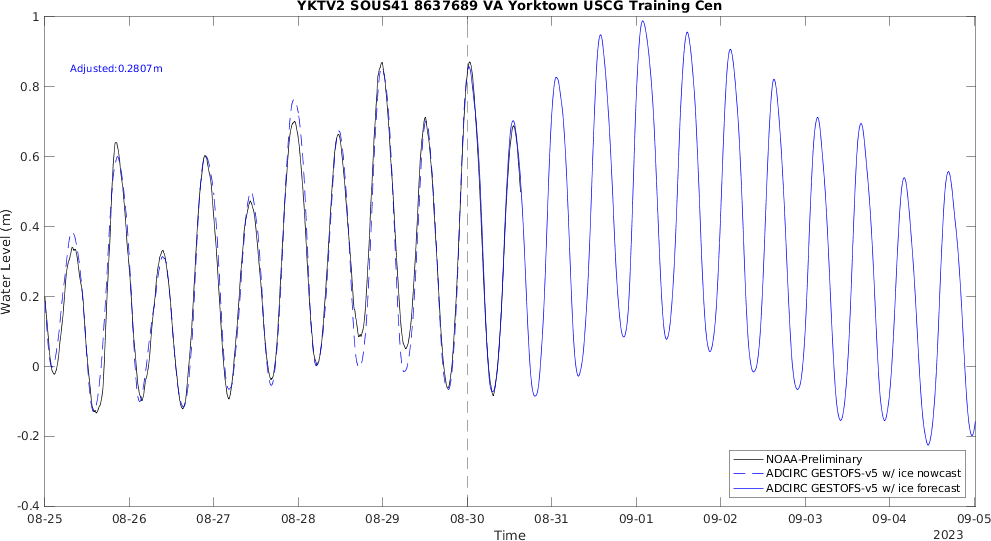 YKTV2 SOUS41 8637689 VA Yorktown USCG Training Cen
Adjusted:0.2807m
Water Level (m)
1
0.8
0.6
0.4
0.2
0
-0.2
-0.4
NOAA-Preliminary
ADCIRC GESTOFS-v5 w/ ice nowcast
ADCIRC GESTOFS-v5 w/ ice forecast
08-25 08-26 08-27 08-28 08-29 08-30 08-31 09-01 09-02 09-03 09-04 09-05
Time
2023